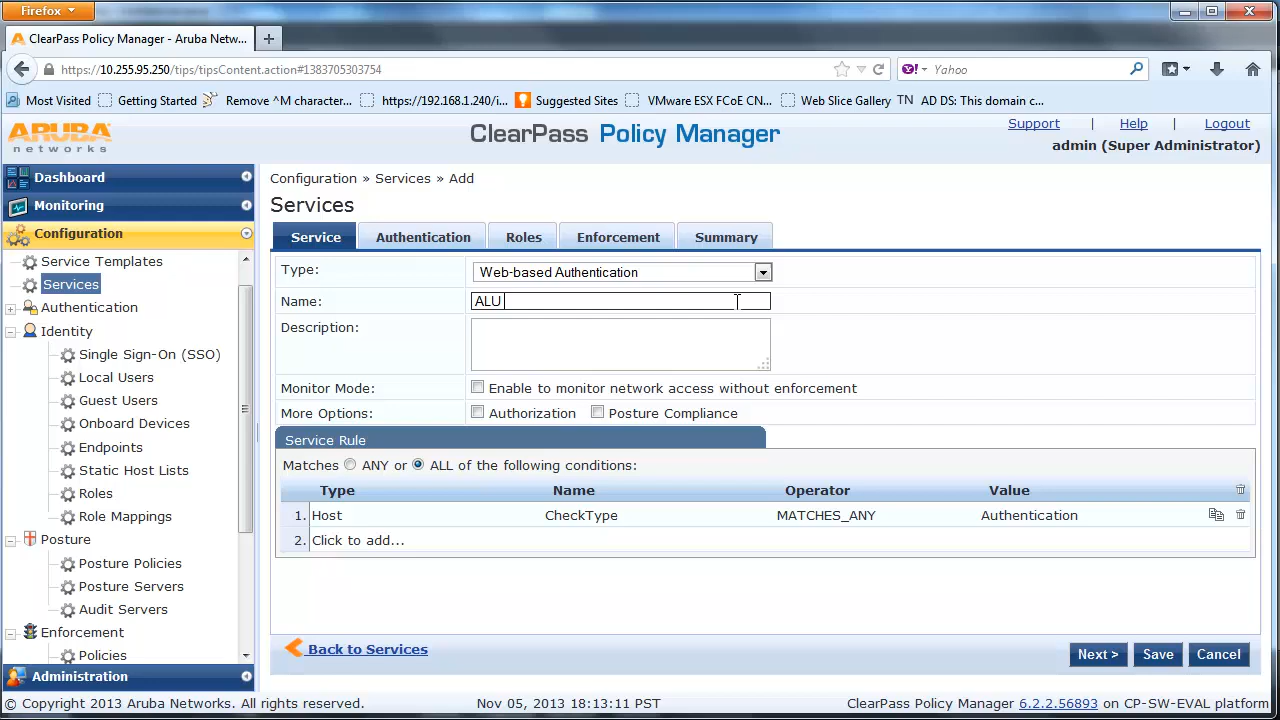 Firefox
ClearPass Policy Manager - Aruba Netw...
https://10.255.95.250/tips/tipsContent.action#1383705303754
Yahoo
Most Visited Getting Started Remove ^M character... https://192.168.1.240/i... Suggested Sites VMware ESX FCoE CN... Web Slice Gallery TN AD DS: This domain c...
ARUBA
networks
ClearPass Policy Manager
Support | Help | Logout
admin (Super Administrator)
Dashboard
Monitoring
Configuration
Service Templates
Services
Authentication
Identity
Single Sign-On (SSO)
Local Users
Guest Users
Onboard Devices
Endpoints
Static Host Lists
Roles
Role Mappings
Posture
Posture Policies
Posture Servers
Audit Servers
Enforcement
Policies
Administration
Configuration » Services » Add
Services
Service Authentication Roles Enforcement Summary
Type: Web-based Authentication
Name: ALU
Description:
Monitor Mode: Enable to monitor network access without enforcement
More Options: Authorization Posture Compliance
Service Rule
Matches ANY or ALL of the following conditions:
Type Name Operator Value
1. Host CheckType MATCHES_ANY Authentication
2. Click to add...
Back to Services Next > Save Cancel
© Copyright 2013 Aruba Networks. All rights reserved. Nov 05, 2013 18:13:11 PST ClearPass Policy Manager 6.2.2.56893 on CP-SW-EVAL platform